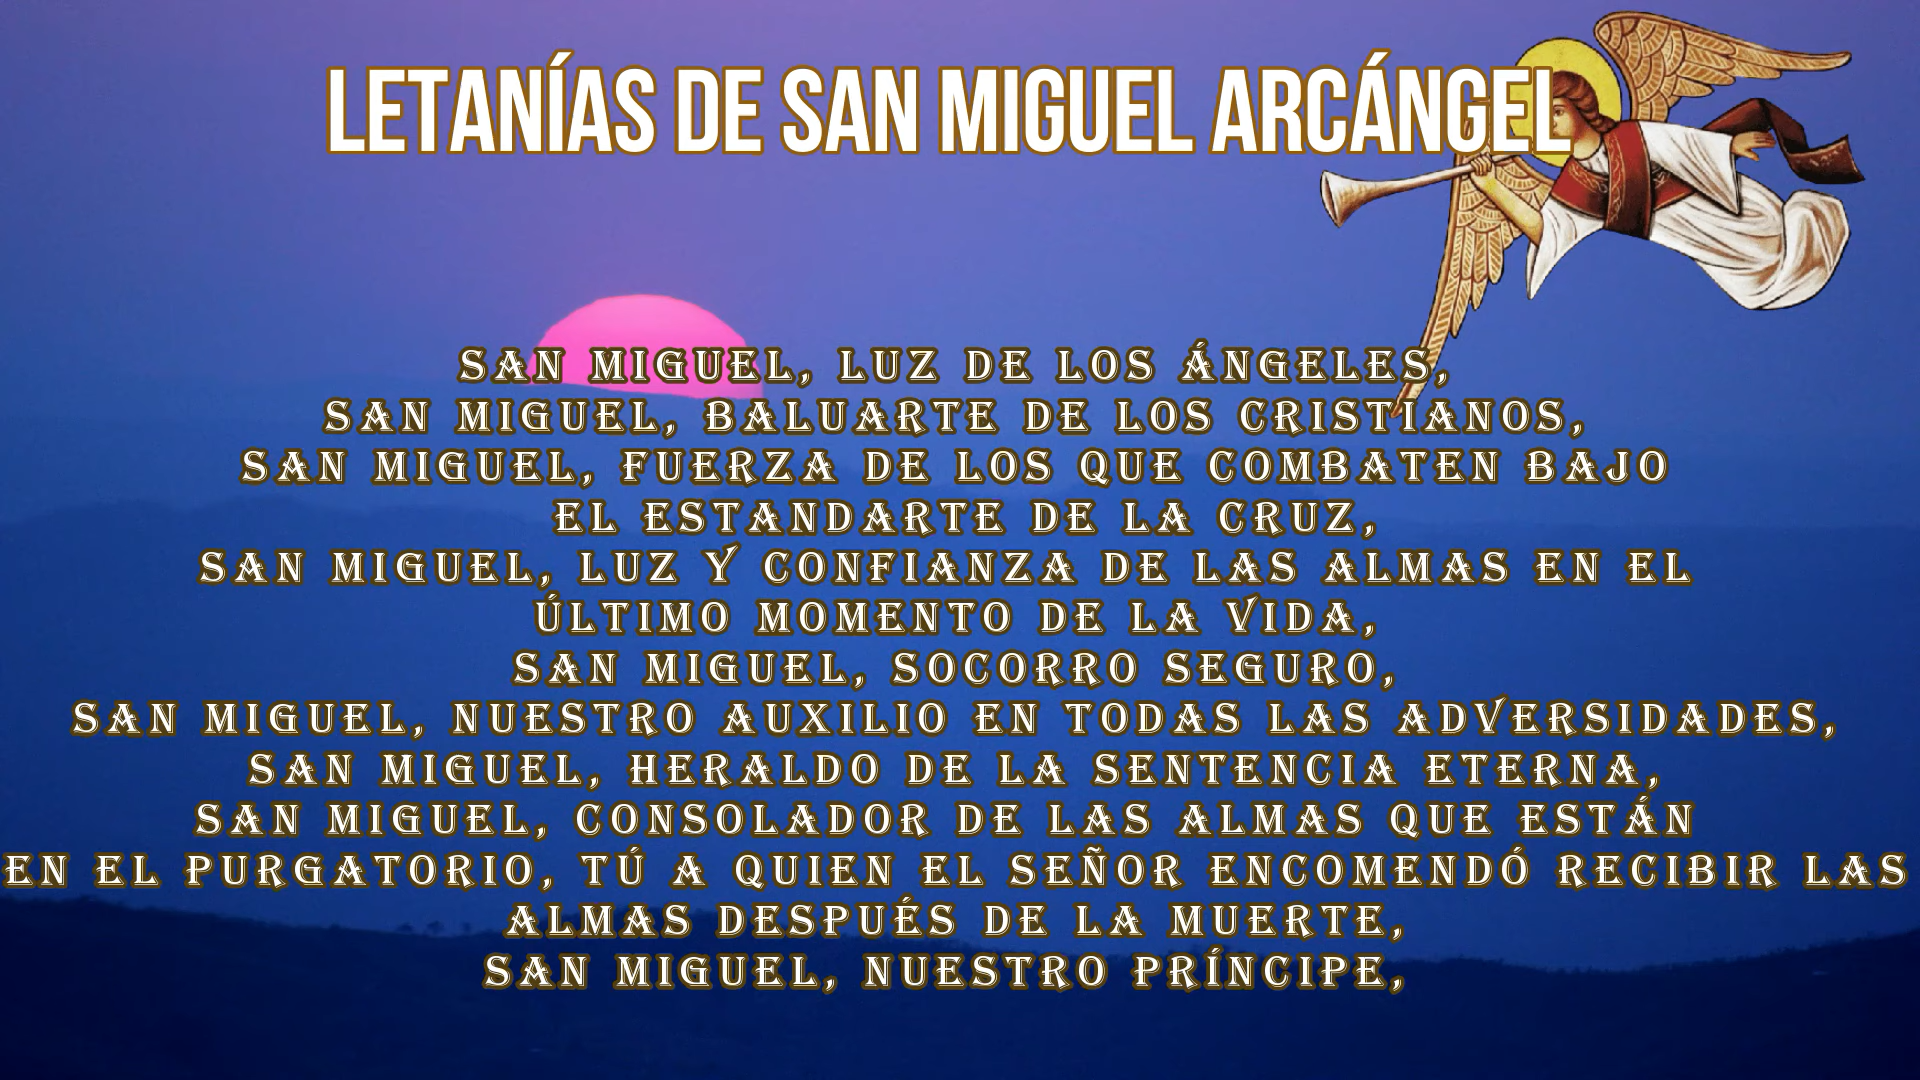 LETANÍAS DE SAN MIGUEL ARCÁNGEL
SAN MIGUEL, LUZ DE LOS ÁNGELES,
SAN MIGUEL, BALUARTE DE LOS CRISTIANOS,
SAN MIGUEL, FUERZA DE LOS QUE COMBATEN BAJO
EL ESTANDARTE DE LA CRUZ,
SAN MIGUEL, LUZ Y CONFIANZA DE LAS ALMAS EN EL
ÚLTIMO MOMENTO DE LA VIDA,
SAN MIGUEL, SOCORRO SEGURO,
SAN MIGUEL, NUESTRO AUXILIO EN TODAS LAS ADVERSIDADES,
SAN MIGUEL, HERALDO DE LA SENTENCIA ETERNA,
SAN MIGUEL, CONSOLADOR DE LAS ALMAS QUE ESTÁN
EN EL PURGATORIO, TÚ A QUIEN EL SEÑOR ENCOMENDÓ RECIBIR LAS
ALMAS DESPUÉS DE LA MUERTE,
SAN MIGUEL, NUESTRO PRÍNCIPE,